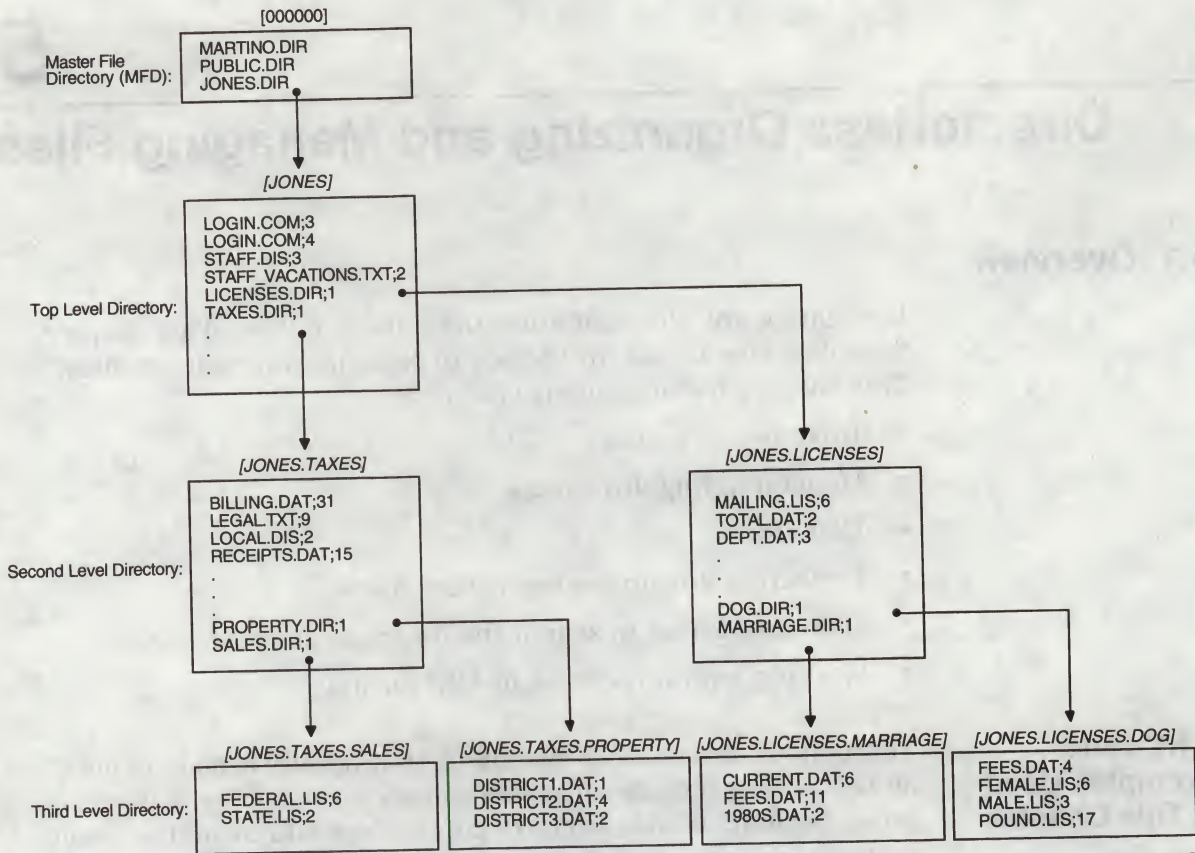 [000000]
Master File
Directory (MFD):
MARTINO.DIR
PUBLIC.DIR
JONES.DIR
[JONES]
Top Level Directory:
LOGIN.COM;3
LOGIN.COM;4
STAFF.DIS;3
STAFF_VACATIONS.TXT;2
LICENSES.DIR;1
TAXES.DIR;1
.
.
.
[JONES.TAXES]
Second Level Directory:
BILLING.DAT;31
LEGAL.TXT;9
LOCAL.DIS;2
RECEIPTS.DAT;15
.
.
.
PROPERTY.DIR;1
SALES.DIR;1
[JONES.LICENSES]
MAILING.LIS;6
TOTAL.DAT;2
DEPT.DAT;3
.
.
.
DOG.DIR;1
MARRIAGE.DIR;1
Third Level Directory:
[JONES.TAXES.SALES]
FEDERAL.LIS;6
STATE.LIS;2
[JONES.TAXES.PROPERTY]
DISTRICT1.DAT;1
DISTRICT2.DAT;4
DISTRICT3.DAT;2
[JONES.LICENSES.MARRIAGE]
CURRENT.DAT;6
FEES.DAT;11
1980S.DAT;2
[JONES.LICENSES.DOG]
FEES.DAT;4
FEMALE.LIS;6
MALE.LIS;3
POUND.LIS;17